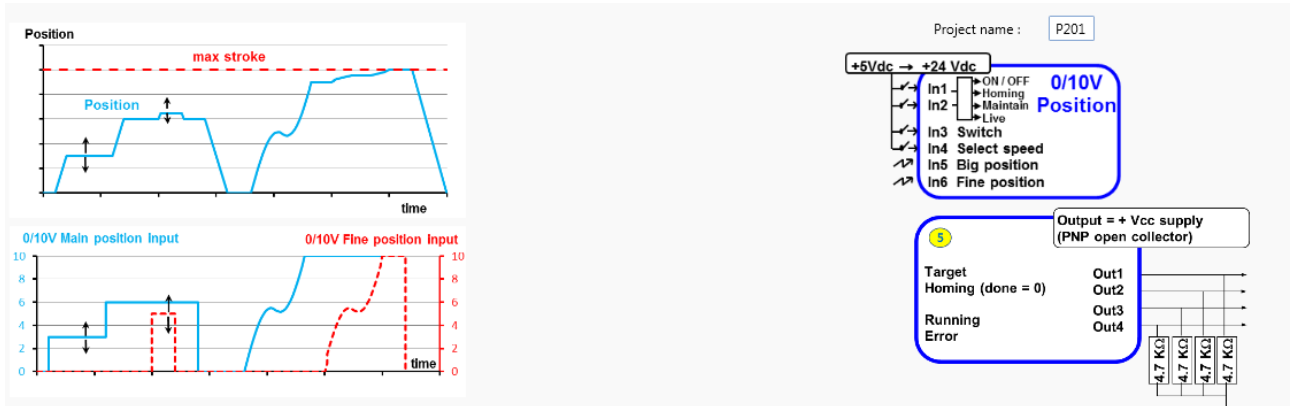 Position
max stroke
Position
time
0/10V Main position Input
0/10V Fine position Input
10
8
6
4
2
0
10
8
6
4
2
0
time
Project name :
P201
+5Vdc → +24 Vdc
0/10V
Position
In1
In2
ON / OFF
Homing
Maintain
Live
In3 Switch
In4 Select speed
In5 Big position
In6 Fine position
Output = + Vcc supply
(PNP open collector)
5
Target
Out1
Homing (done = 0)
Out2
Out3
Running
Out4
Error
4.7 KΩ
4.7 KΩ
4.7 KΩ
4.7 KΩ